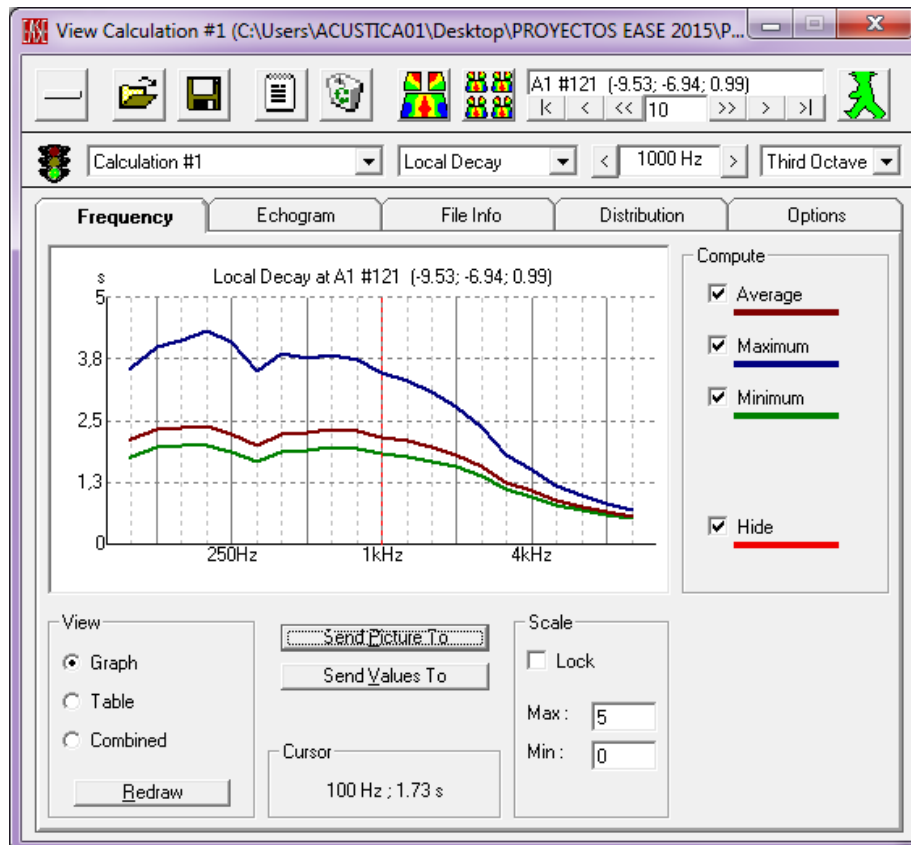 View Calculation #1 (C:\Users\ACUSTICA01\Desktop\PROYECTOS EASE 2015\P...
A1 #121 (-9.53; -6.94; 0.99)
|< < << 10 >> > >|
Calculation #1 Local Decay < 1000 Hz > Third Octave
Frequency Echogram File Info Distribution Options
s Local Decay at A1 #121 (-9.53; -6.94; 0.99)
5
3,8
2,5
1,3
0
250Hz 1kHz 4kHz
Compute
Average
Maximum
Minimum
Hide
View
Graph
Table
Combined
Redraw
Send Picture To
Send Values To
Cursor
100 Hz ; 1.73 s
Scale
Lock
Max : 5
Min : 0